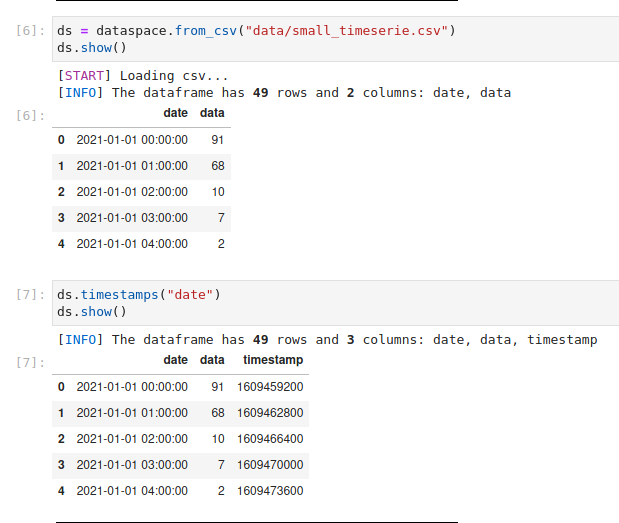 [6]: ds = dataspace.from_csv("data/small_timeserie.csv")
ds.show()
[START] Loading csv...
[INFO] The dataframe has 49 rows and 2 columns: date, data
[6]: date data
0 2021-01-01 00:00:00 91
1 2021-01-01 01:00:00 68
2 2021-01-01 02:00:00 10
3 2021-01-01 03:00:00 7
4 2021-01-01 04:00:00 2
[7]: ds.timestamps("date")
ds.show()
[INFO] The dataframe has 49 rows and 3 columns: date, data, timestamp
[7]: date data timestamp
0 2021-01-01 00:00:00 91 1609459200
1 2021-01-01 01:00:00 68 1609462800
2 2021-01-01 02:00:00 10 1609466400
3 2021-01-01 03:00:00 7 1609470000
4 2021-01-01 04:00:00 2 1609473600